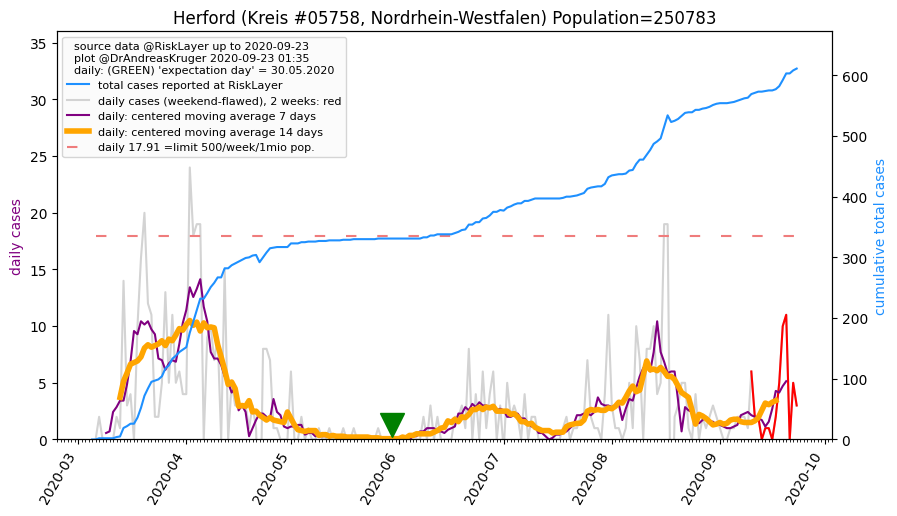 Herford (Kreis #05758, Nordrhein-Westfalen) Population=250783
source data @RiskLayer up to 2020-09-23
plot @DrAndreasKruger 2020-09-23 01:35
daily: (GREEN) 'expectation day' = 30.05.2020
total cases reported at RiskLayer
daily cases (weekend-flawed), 2 weeks: red
daily: centered moving average 7 days
daily: centered moving average 14 days
daily 17.91 =limit 500/week/1mio pop.
daily cases
35
30
25
20
15
10
5
0
cumulative total cases
600
500
400
300
200
100
0
2020-03
2020-04
2020-05
2020-06
2020-07
2020-08
2020-09
2020-10